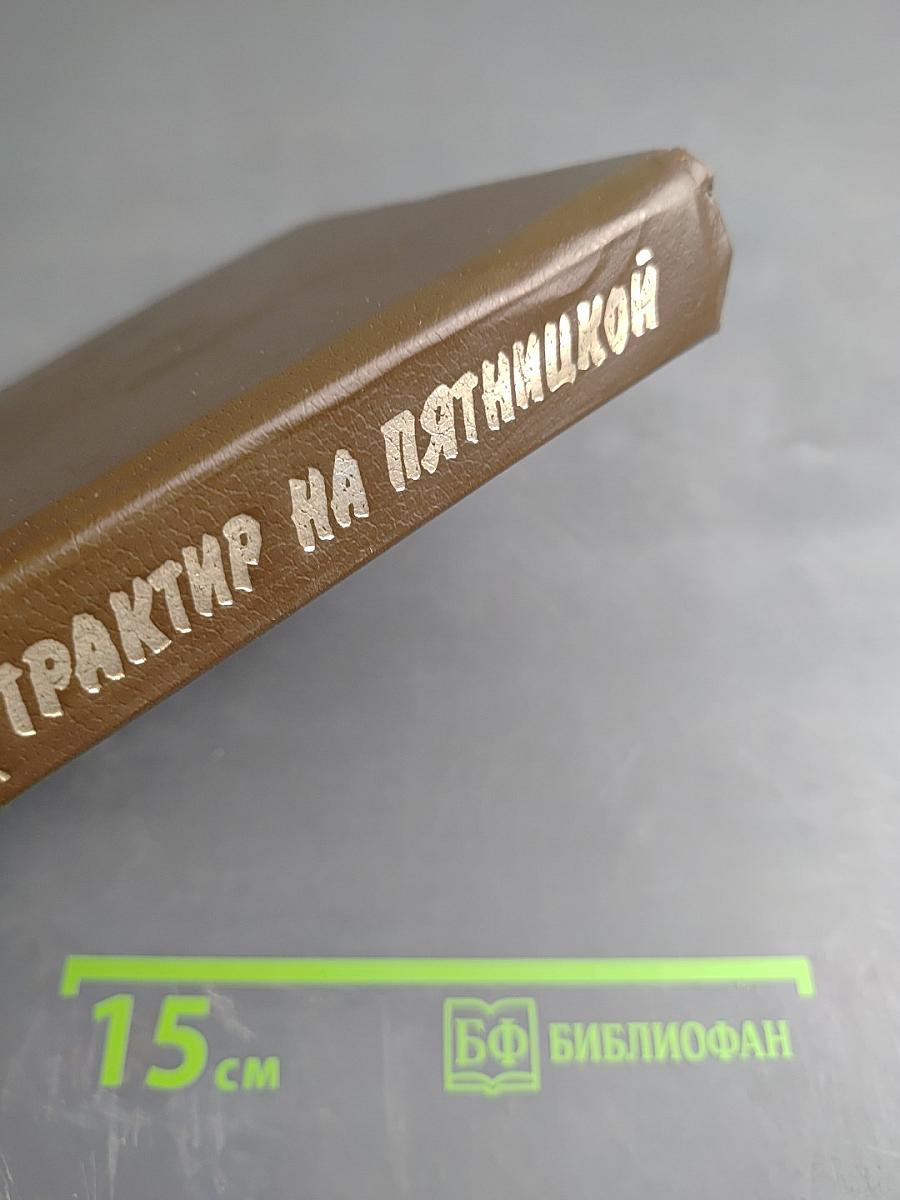 ТРАКТИР НА ПЯТНИЦКОЙ
15 см
БФ БИБЛИОФАН